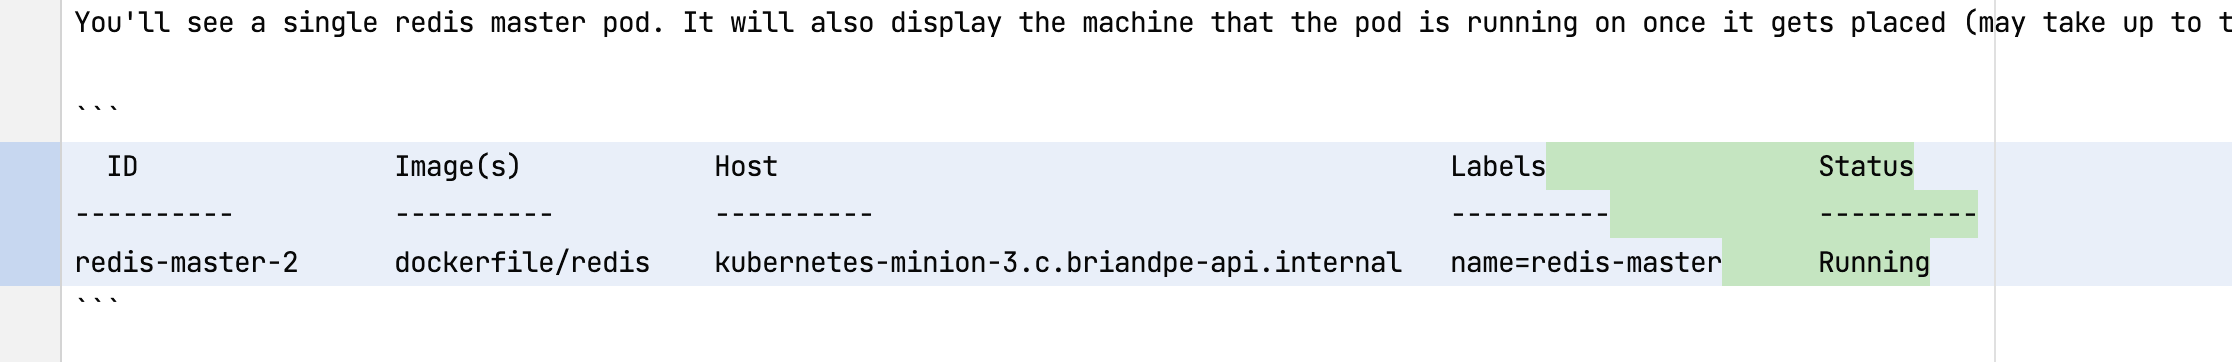 You'll see a single redis master pod. It will also display the machine that the pod is running on once it gets placed (may take up to
```
  ID                Image(s)            Host                                          Labels                 Status
----------          ----------          ----------                                    ----------             ----------
redis-master-2      dockerfile/redis    kubernetes-minion-3.c.briandpe-api.internal   name=redis-master      Running
```